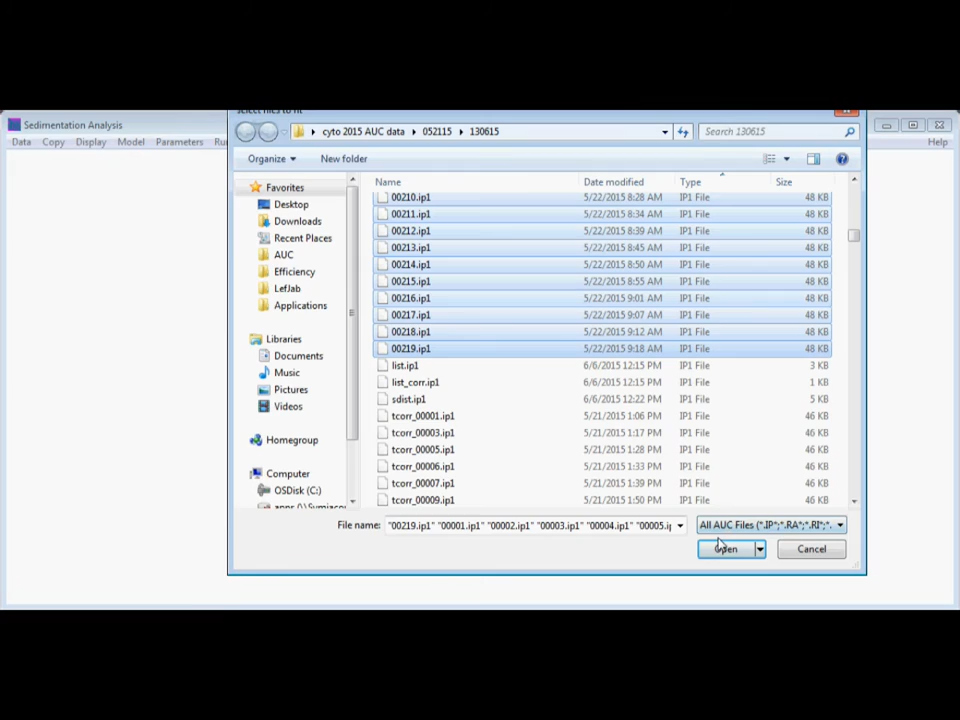 Select files to fit
Sedimentation Analysis
Data Copy Display Model Parameters Ru
Help
cyto 2015 AUC data 052115 130615
Search 130615
Organize New folder
Name Date modified Type Size
Favorites
Desktop
Downloads
Recent Places
AUC
Efficiency
LefJab
Applications
Libraries
Documents
Music
Pictures
Videos
Homegroup
Computer
OSDisk (C:)
00210.ip1 5/22/2015 8:28 AM IP1 File 48 KB
00211.ip1 5/22/2015 8:34 AM IP1 File 48 KB
00212.ip1 5/22/2015 8:39 AM IP1 File 48 KB
00213.ip1 5/22/2015 8:45 AM IP1 File 48 KB
00214.ip1 5/22/2015 8:50 AM IP1 File 48 KB
00215.ip1 5/22/2015 8:55 AM IP1 File 48 KB
00216.ip1 5/22/2015 9:01 AM IP1 File 48 KB
00217.ip1 5/22/2015 9:07 AM IP1 File 48 KB
00218.ip1 5/22/2015 9:12 AM IP1 File 48 KB
00219.ip1 5/22/2015 9:18 AM IP1 File 48 KB
list.ip1 6/6/2015 12:15 PM IP1 File 3 KB
list_corr.ip1 6/6/2015 12:15 PM IP1 File 1 KB
sdist.ip1 6/6/2015 12:22 PM IP1 File 5 KB
tcorr_00001.ip1 5/21/2015 1:06 PM IP1 File 46 KB
tcorr_00003.ip1 5/21/2015 1:17 PM IP1 File 46 KB
tcorr_00005.ip1 5/21/2015 1:28 PM IP1 File 46 KB
tcorr_00006.ip1 5/21/2015 1:33 PM IP1 File 46 KB
tcorr_00007.ip1 5/21/2015 1:39 PM IP1 File 46 KB
tcorr_00009.ip1 5/21/2015 1:50 PM IP1 File 46 KB
File name: "00219.ip1" "00001.ip1" "00002.ip1" "00003.ip1" "00004.ip1" "00005.ip
All AUC Files (*.IP*;*.RA*;*.RI*;*.
Open Cancel